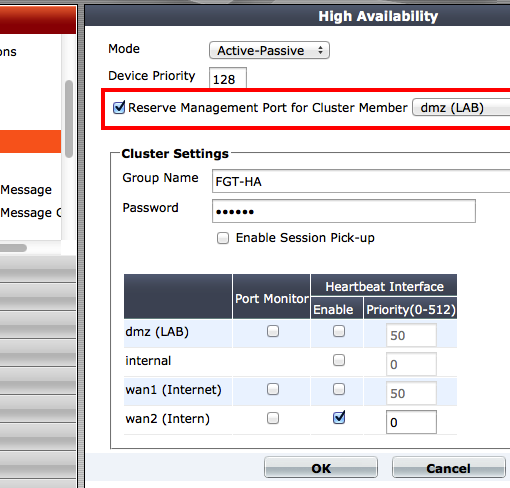 High Availability
ons
Mode Active-Passive
Device Priority 128
Reserve Management Port for Cluster Member dmz (LAB)
Cluster Settings
Group Name FGT-HA
Message
Message
Password ••••••
Enable Session Pick-up
Port Monitor Heartbeat Interface
Enable Priority(0-512)
dmz (LAB) 50
internal 0
wan1 (Internet) 50
wan2 (Intern) 0
OK Cancel